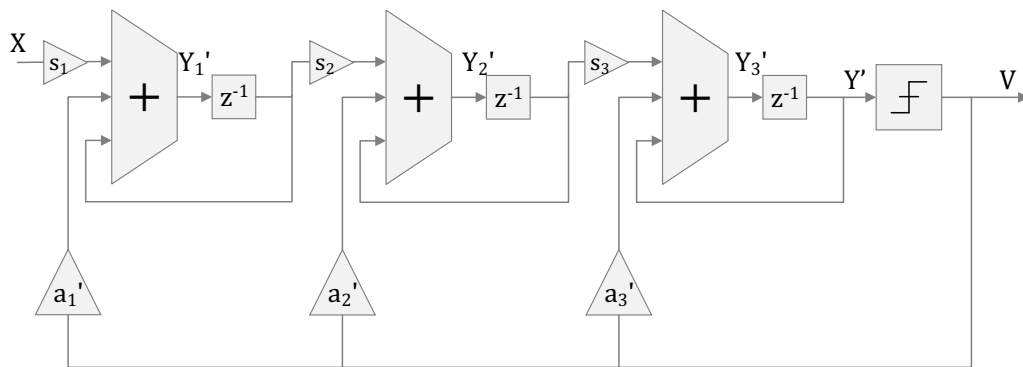 X
s₁
+
Y₁'
z⁻¹
s₂
+
Y₂'
z⁻¹
s₃
+
Y₃'
z⁻¹
Y'
V
a₁'
a₂'
a₃'